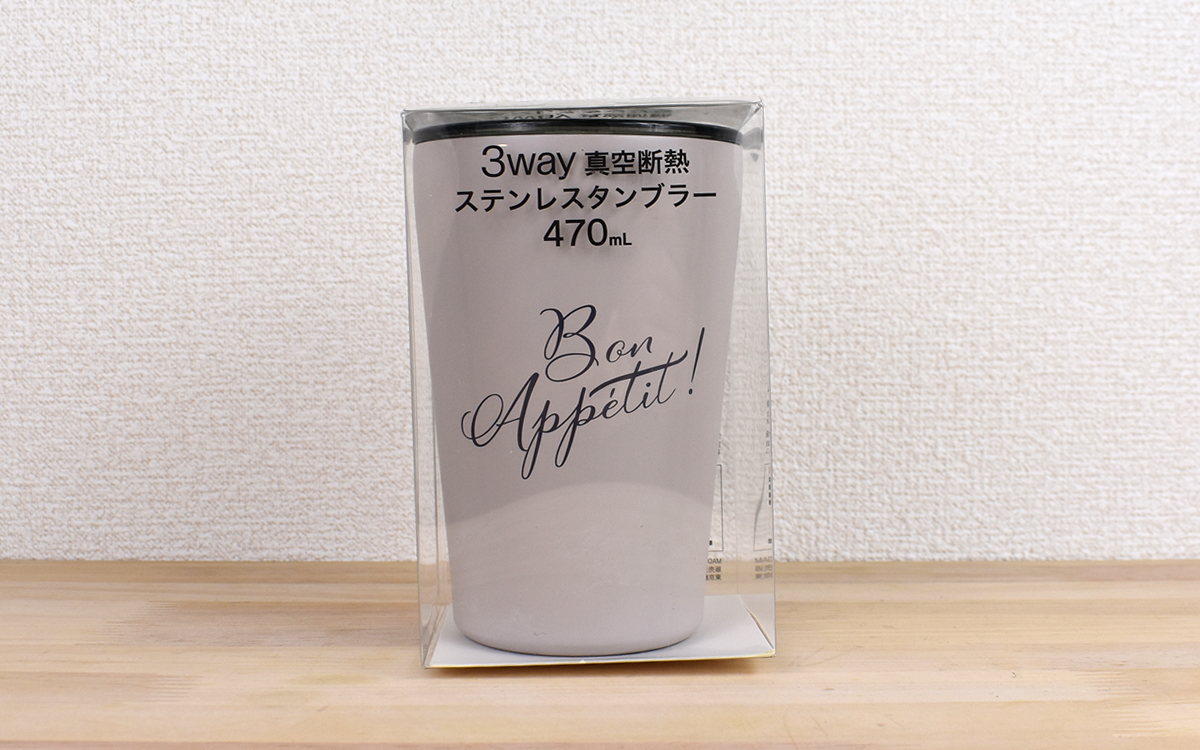 3way 真空断熱
ステンレスタンブラー
470mL
Bon
Appétit!